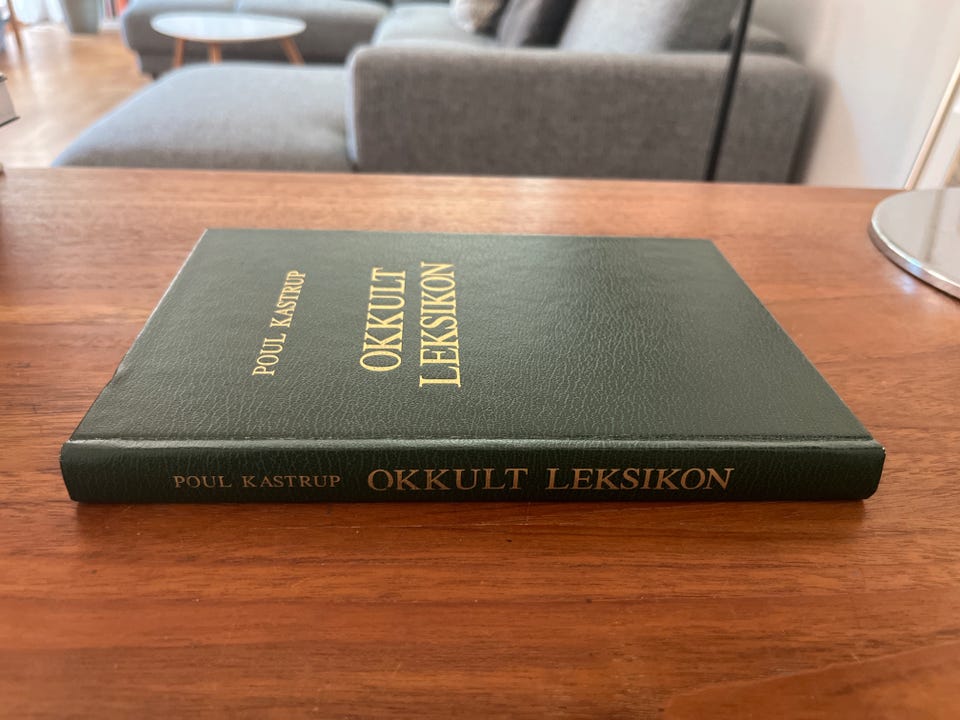 POUL KASTRUP
OKKULT
LEKSIKON
POUL KASTRUP OKKULT LEKSIKON